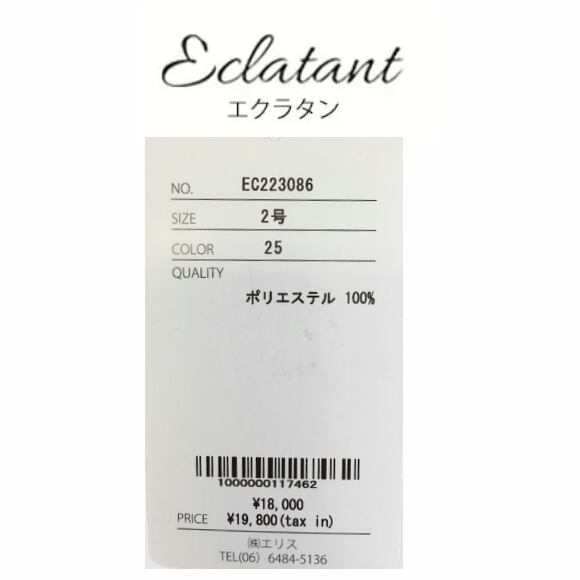 Eclatant
エクラタン
NO. EC223086
SIZE 2号
COLOR 25
QUALITY
ポリエステル 100%
1000000117462
¥18,000
PRICE ¥19,800(tax in)
㈱エリス
TEL(06) 6484-5136